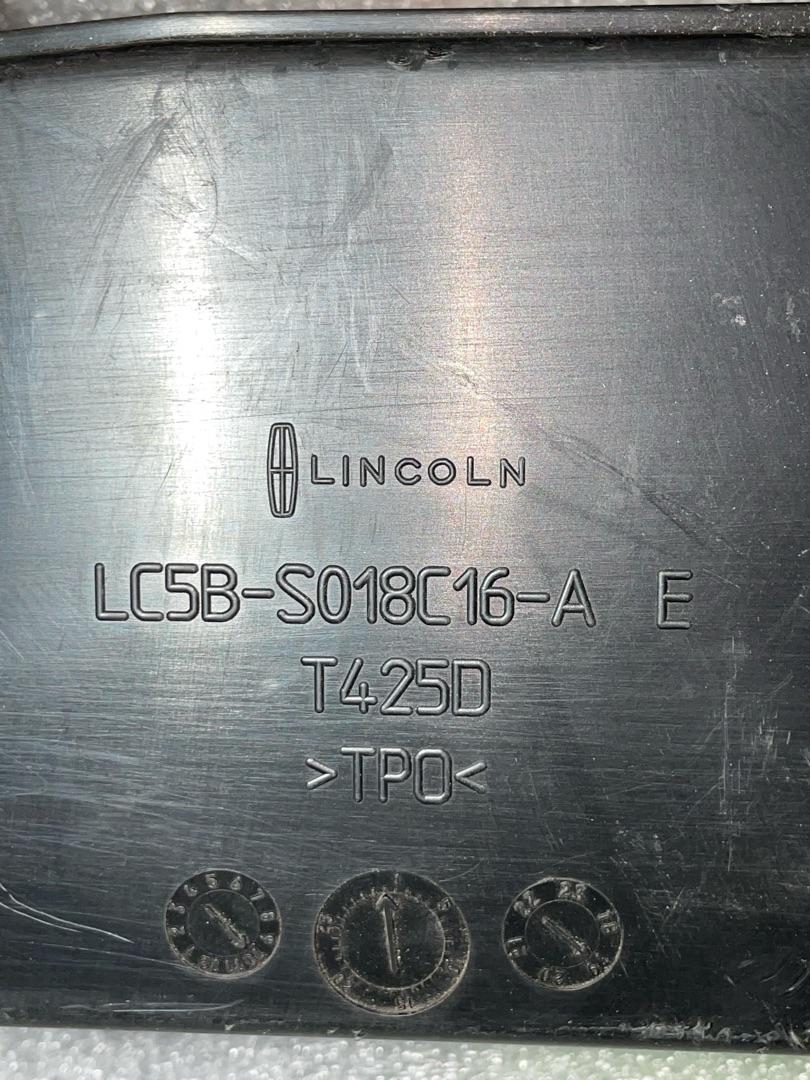 LINCOLN
LC5B-S018C16-A E
T425D
>TPO<